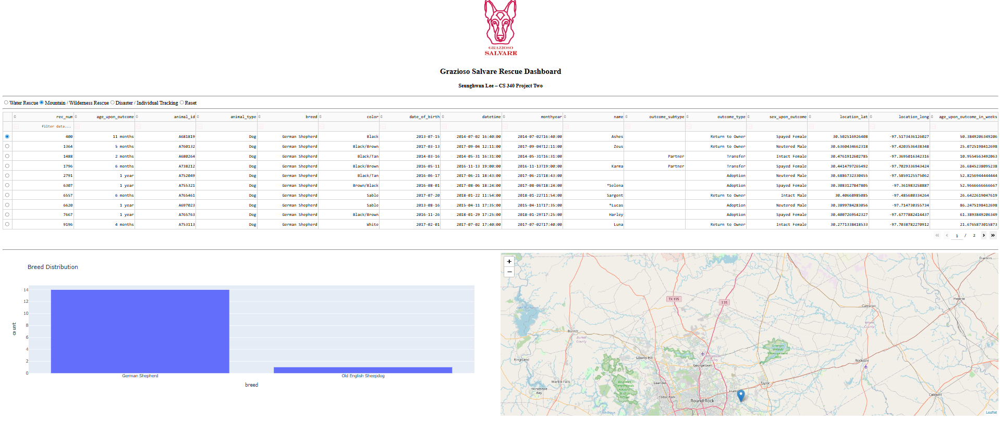 GRAZIOSO
SALVARE
Grazioso Salvare Rescue Dashboard
Seunghwan Lee – CS 340 Project Two
Water Rescue Mountain / Wilderness Rescue Disaster / Individual Tracking Reset
rec_num age_upon_outcome animal_id animal_type breed color date_of_birth datetime monthyear name outcome_subtype outcome_type sex_upon_outcome location_lat location_long age_upon_outcome_in_weeks
filter data...
400 11 months A681819 Dog German Shepherd Black 2013-07-15 2014-07-02 16:40:00 2014-07-02T16:40:00 Ashes Return to Owner Spayed Female 30.502516926408 -97.5173436126027 50.3849206349206
1364 5 months A760132 Dog German Shepherd Black/Brown 2017-03-13 2017-09-04 12:11:00 2017-09-04T12:11:00 Zeus Return to Owner Neutered Male 30.6360434662318 -97.4203536438348 25.0725198412698
1488 2 months A680264 Dog German Shepherd Black/Tan 2014-03-16 2014-05-31 16:31:00 2014-05-31T16:31:00 Partner Transfer Intact Female 30.4761912602785 -97.3695016342316 10.9554563492063
1796 6 months A738212 Dog German Shepherd Black/Brown 2016-05-11 2016-11-13 19:00:00 2016-11-13T19:00:00 Karma Partner Transfer Spayed Female 30.4414797265492 -97.7029336943424 26.6845238095238
2791 1 year A752049 Dog German Shepherd Black/Tan 2016-06-17 2017-06-21 18:43:00 2017-06-21T18:43:00 Adoption Neutered Male 30.6886732330455 -97.5859125575062 52.8256944444444
6307 1 year A755321 Dog German Shepherd Brown/Black 2016-08-01 2017-08-06 18:24:00 2017-08-06T18:24:00 *Selena Adoption Spayed Female 30.3083127847805 -97.361983258887 52.9666666666667
6557 6 months A765461 Dog German Shepherd Sable 2017-07-20 2018-01-22 11:54:00 2018-01-22T11:54:00 Sargent Return to Owner Intact Male 30.40668985085 -97.485680334264 26.6422619047619
6620 1 year A697023 Dog German Shepherd Sable 2013-08-16 2015-04-11 17:35:00 2015-04-11T17:35:00 *Lucas Adoption Neutered Male 30.3899784283056 -97.714730355734 86.2475198412698
7667 1 year A765763 Dog German Shepherd Black/Brown 2016-11-26 2018-01-29 17:25:00 2018-01-29T17:25:00 Harley Adoption Spayed Female 30.4007269542327 -97.6777882414437 61.3893849206349
9196 4 months A753113 Dog German Shepherd White 2017-02-01 2017-07-02 17:40:00 2017-07-02T17:40:00 Luna Return to Owner Intact Female 30.2771338418533 -97.7038782270912 21.6765873015873
1 / 2
Breed Distribution
count
14
12
10
8
6
4
2
0
German Shepherd Old English Sheepdog
breed
+
−
Franklin
TX 195
I 35
Hearne
Cameron
Lake Buchanan
Milam
County
Burnet
Burnet
County
Granger
Wildlife
Management
Area
Kingsland
Liberty Hill
Williamson
County
Georgetown
Rockdale
Marble Falls
Leander
Balcones
Canyonlands
National
Wildlife
Refuge
Taylor
Horseshoe
Bay
Hutto
Cedar Park
Round Rock
Caldwell
Lake Travis
Leaflet